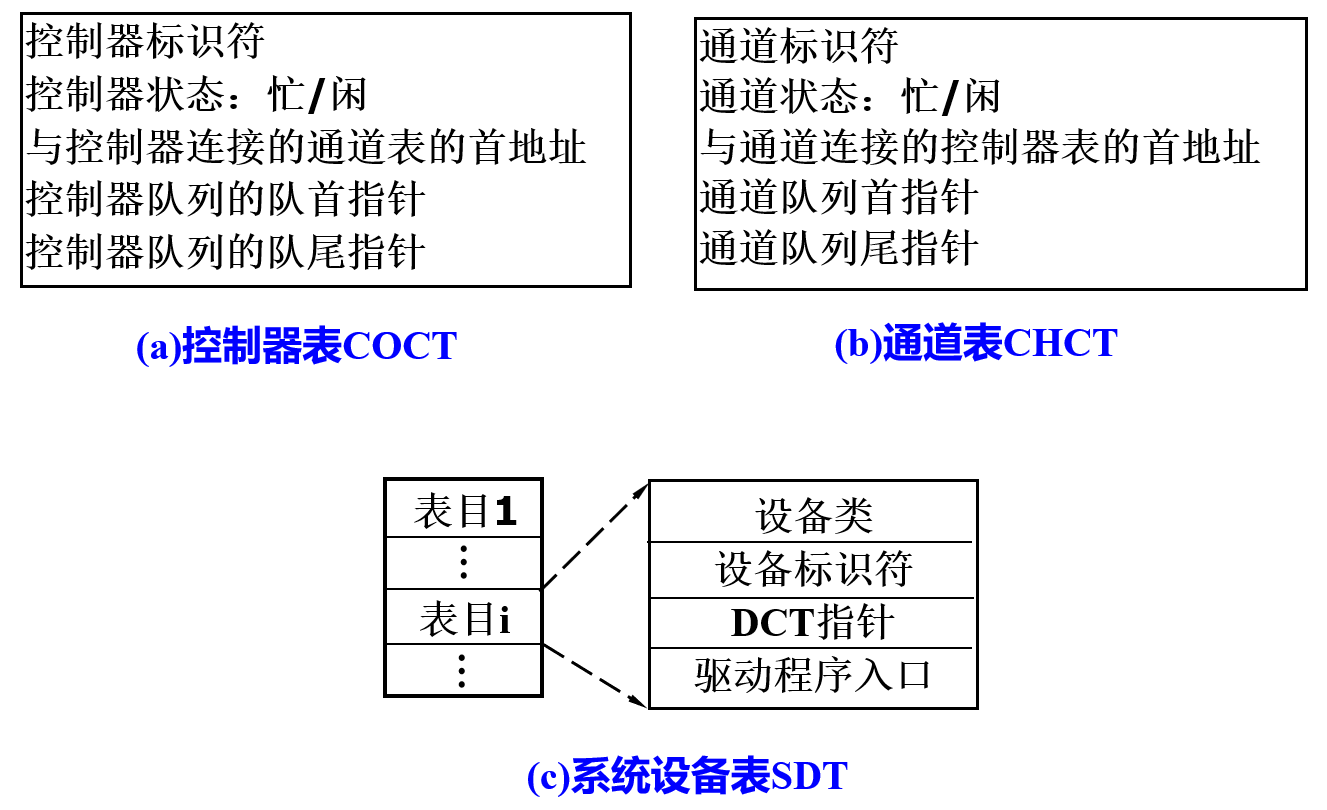 控制器标识符
控制器状态：忙/闲
与控制器连接的通道表的首地址
控制器队列的队首指针
控制器队列的队尾指针
(a)控制器表COCT
通道标识符
通道状态：忙/闲
与通道连接的控制器表的首地址
通道队列首指针
通道队列尾指针
(b)通道表CHCT
表目1
⋮
表目i
⋮
设备类
设备标识符
DCT指针
驱动程序入口
(c)系统设备表SDT